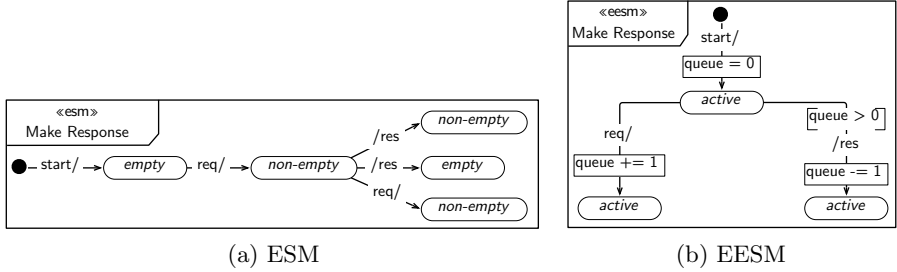 «esm»
Make Response
start/
empty
req/
non-empty
/res
non-empty
/res
empty
req/
non-empty
(a) ESM
«eesm»
Make Response
start/
queue = 0
active
req/
queue += 1
active
queue > 0
/res
queue -= 1
active
(b) EESM